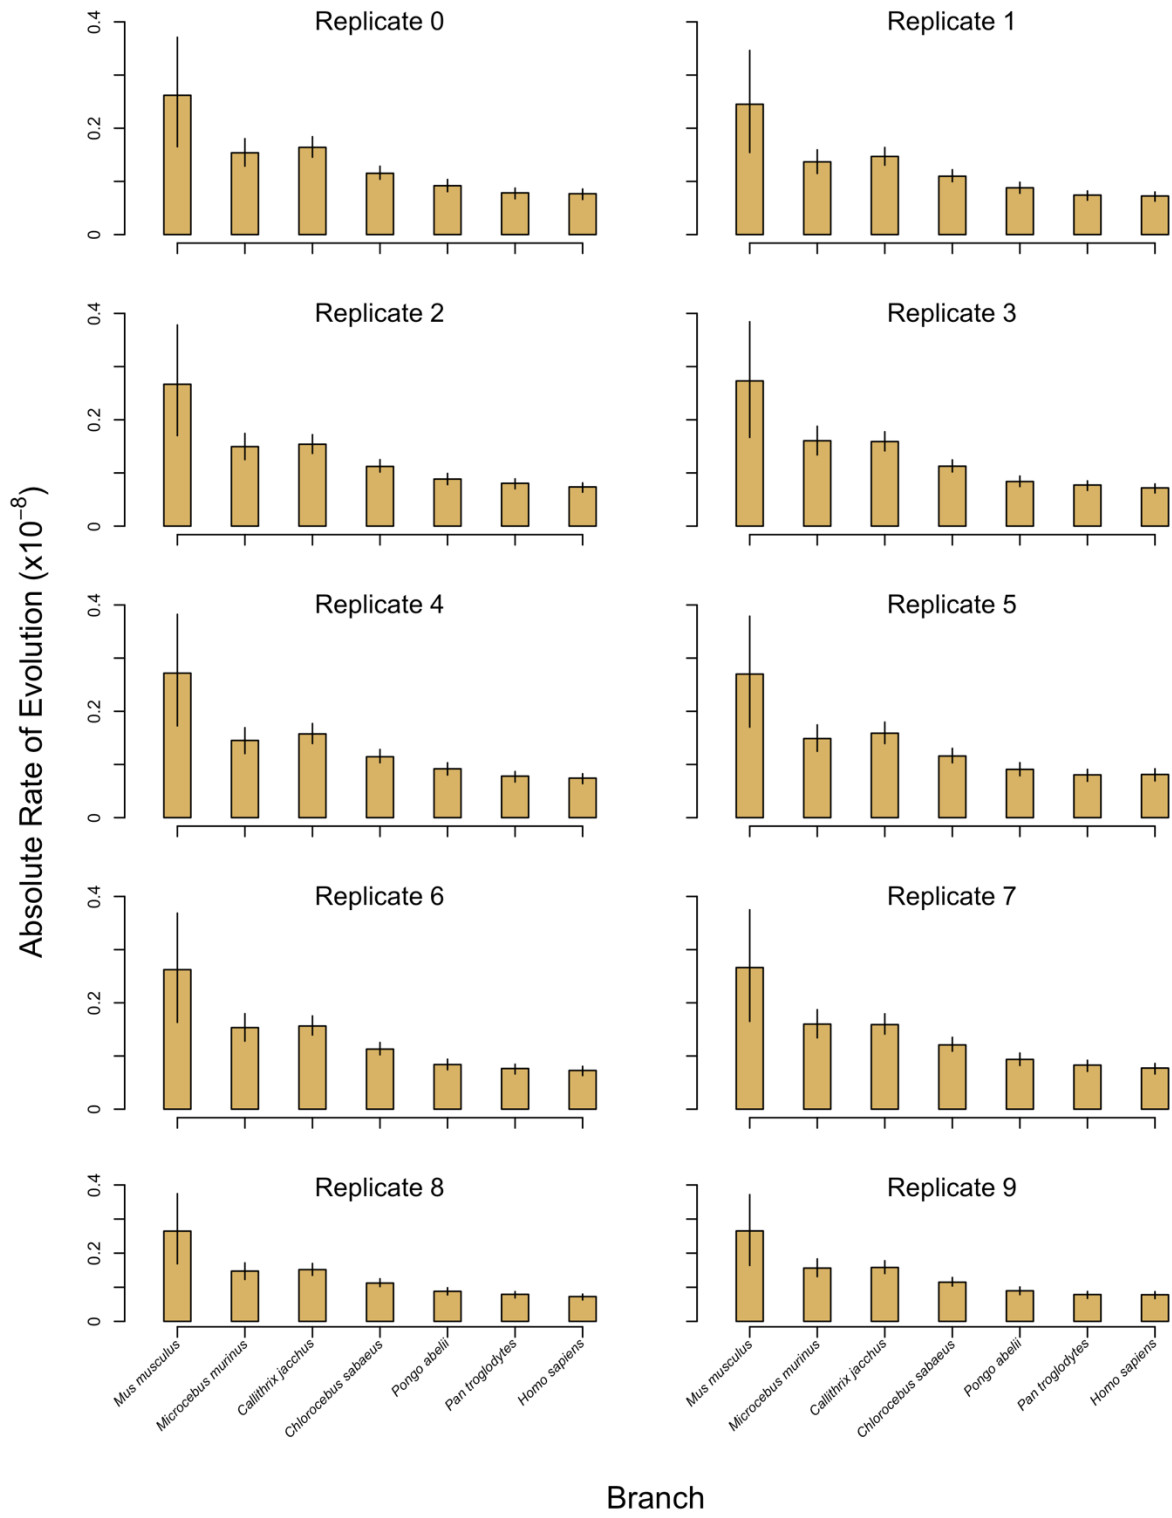 Replicate 0
Replicate 1
0.4
0.2
0
Replicate 2
Replicate 3
0.4
0.2
0
Replicate 4
Replicate 5
0.4
0.2
0
Replicate 6
Replicate 7
0.4
0.2
0
Replicate 8
Replicate 9
0.4
0.2
0
Absolute Rate of Evolution (x10⁻⁸)
Mus musculus
Microcebus murinus
Callithrix jacchus
Chlorocebus sabaeus
Pongo abelii
Pan troglodytes
Homo sapiens
Mus musculus
Microcebus murinus
Callithrix jacchus
Chlorocebus sabaeus
Pongo abelii
Pan troglodytes
Homo sapiens
Branch